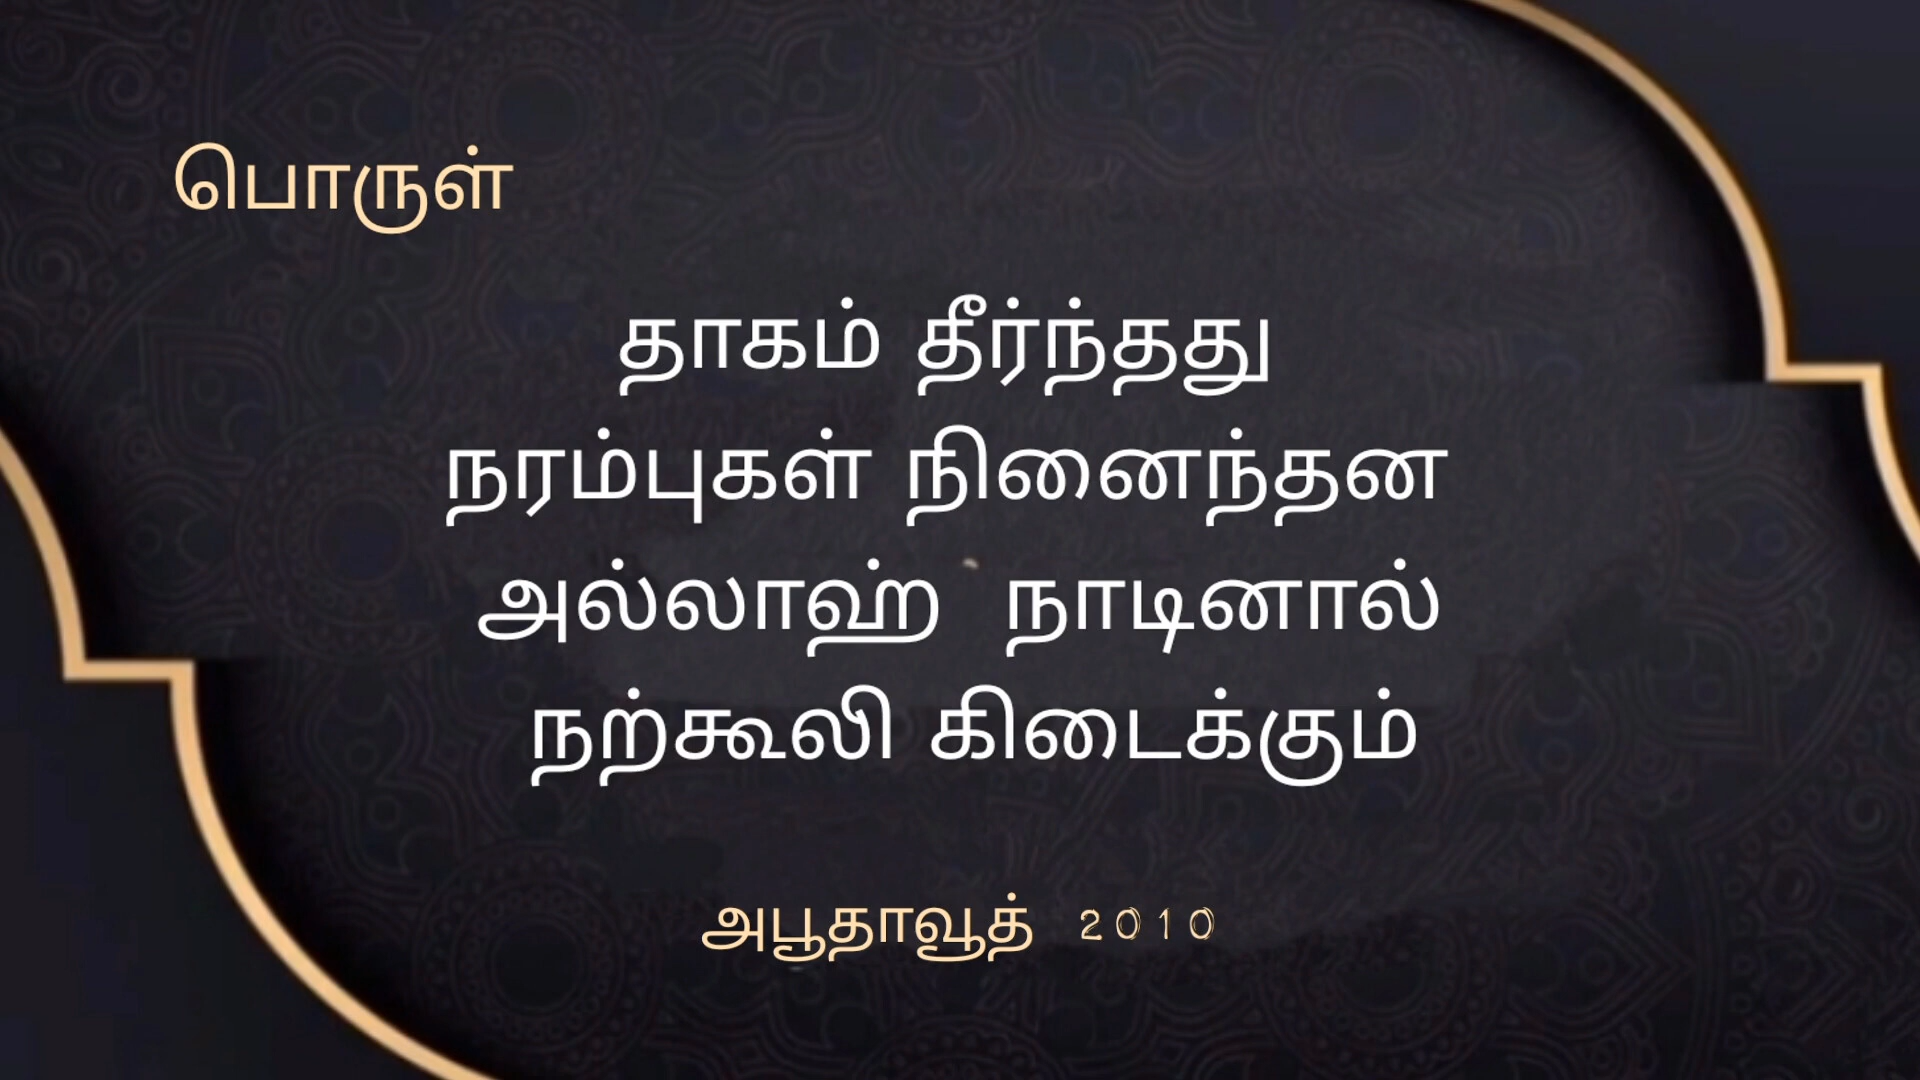 பொருள்
தாகம் தீர்ந்தது
நரம்புகள் நினைந்தன
அல்லாஹ் நாடினால்
நற்கூலி கிடைக்கும்
அபூதாவூத் 2010